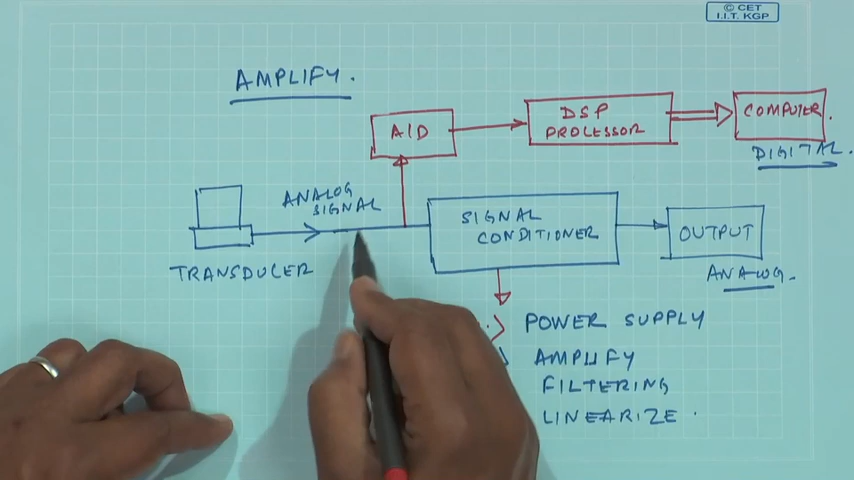 © CET
I.I.T. KGP
AMPLIFY.
A/D
DSP
PROCESSOR
COMPUTER.
DIGITAL.
ANALOG
SIGNAL
SIGNAL
CONDITIONER
OUTPUT
TRANSDUCER
ANALOG.
POWER SUPPLY
AMPLIFY
FILTERING
LINEARIZE.